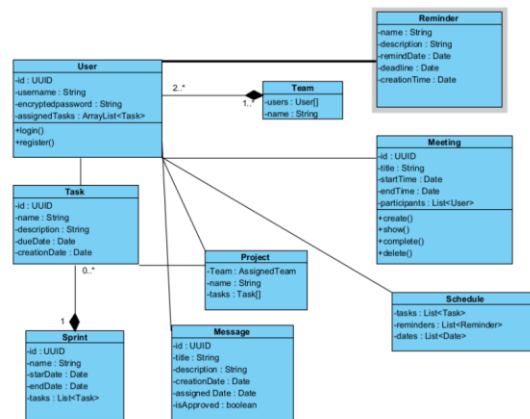 Reminder
-name : String
-description : String
-remindDate : Date
-deadline : Date
-creationTime : Date
User
-id : UUID
-username : String
-encryptedpassword : String
-assignedTasks : ArrayList<Task>
+login()
+register()
2..*
1..*
Team
-users : User[]
-name : String
Meeting
-id : UUID
-title : String
-startTime : Date
-endTime : Date
-participants : List<User>
+create()
+show()
+complete()
+delete()
Task
-id : UUID
-name : String
-description : String
-dueDate : Date
-creationDate : Date
0..*
Project
-Team : AssignedTeam
-name : String
-tasks : Task[]
Schedule
-tasks : List<Task>
-reminders : List<Reminder>
-dates : List<Date>
1
Sprint
-id : UUID
-name : String
-starDate : Date
-endDate : Date
-tasks : List<Task>
Message
-id : UUID
-title : String
-description : String
-creationDate : Date
-assigned Date : Date
-isApproved : boolean